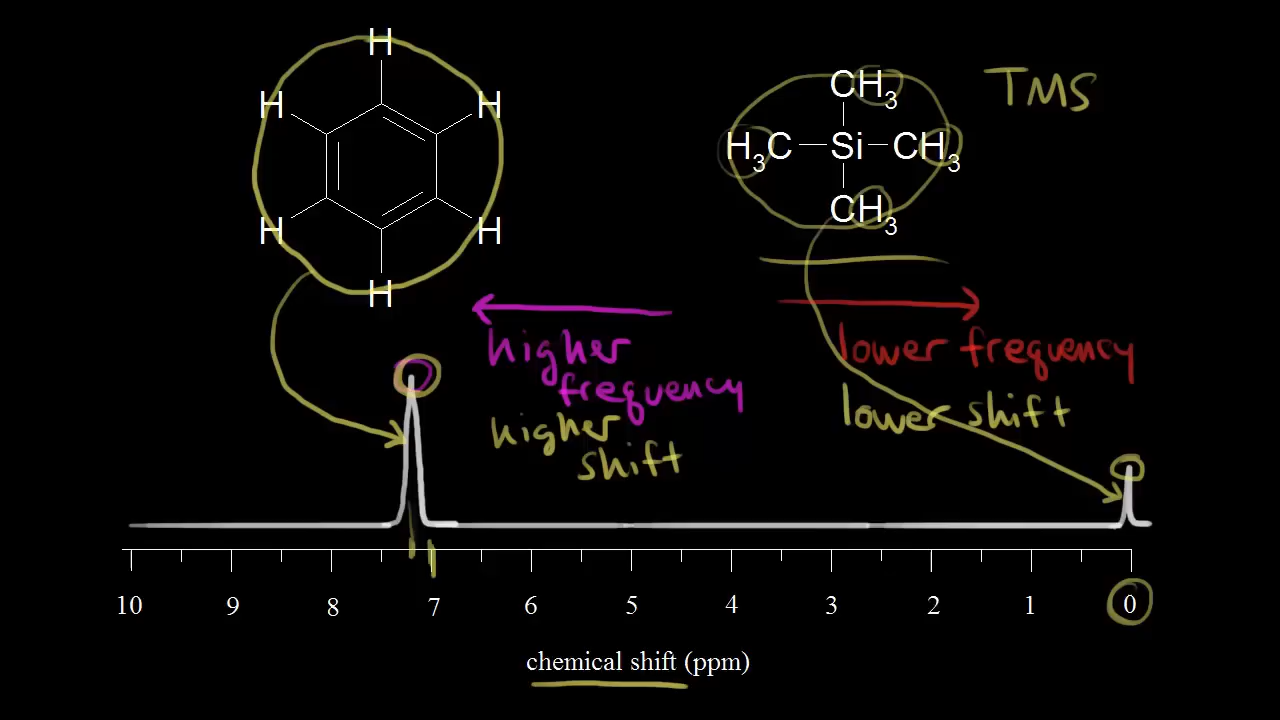 H
H
H
H
H
H
CH3
H3C Si CH3
CH3
TMS
higher
frequency
higher
shift
lower frequency
lower shift
10 9 8 7 6 5 4 3 2 1 0
chemical shift (ppm)